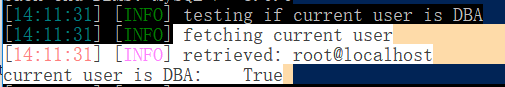 [14:11:31] [INFO] testing if current user is DBA
[14:11:31] [INFO] fetching current user
[14:11:31] [INFO] retrieved: root@localhost
current user is DBA:    True